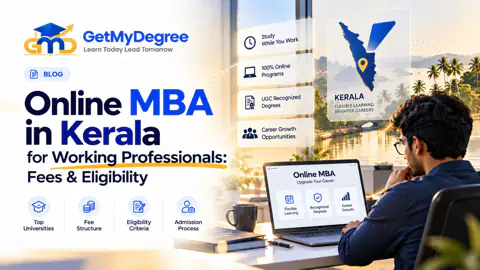 GMD
GetMyDegree
Learn Today Lead Tomorrow
BLOG
Online MBA
in Kerala
for Working Professionals:
Fees & Eligibility
Top
Universities
Fee
Structure
Eligibility
Criteria
Admission
Process
Study
While You Work
100% Online
Programs
UGC Recognized
Degrees
Career Growth
Opportunities
KERALA
FLEXIBLE LEARNING
BRIGHTER CAREERS
Online MBA
Upgrade Your Career
Flexible
Learning
Recognized
Degrees
Career
Growth